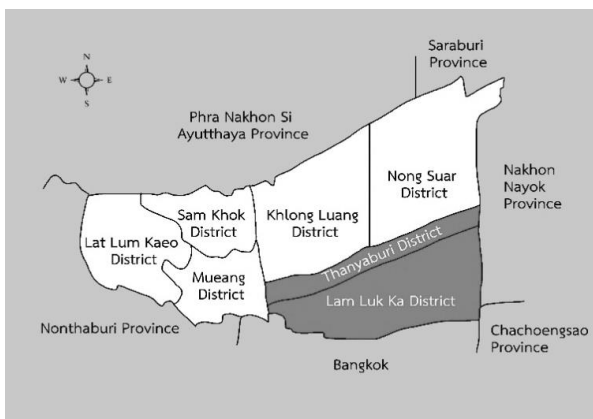 Saraburi
Province
N
W E
S
Phra Nakhon Si
Ayutthaya Province
Nong Suar
District
Nakhon
Nayok
Province
Sam Khok
District
Khlong Luang
District
Lat Lum Kaeo
District
Thanyaburi District
Mueang
District
Lam Luk Ka District
Nonthaburi Province
Chachoengsao
Province
Bangkok